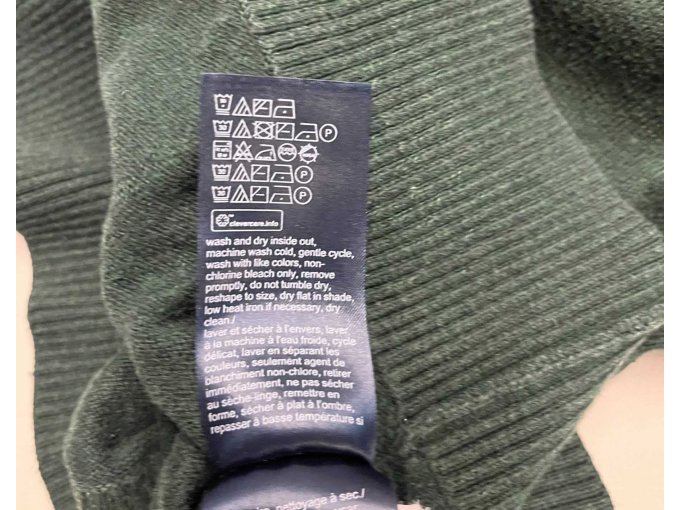 30
P
30
P
30
P
clevercare.info
wash and dry inside out,
machine wash cold, gentle cycle,
wash with like colors, non-
chlorine bleach only, remove
promptly, do not tumble dry,
reshape to size, dry flat in shade,
low heat iron if necessary, dry
clean./
laver et sécher à l'envers, laver
à la machine à l'eau froide, cycle
délicat, laver en séparant les
couleurs, seulement agent de
blanchiment non-chlore, retirer
immédiatement, ne pas sécher
au sèche-linge, remettre en
forme, sécher à plat à l'ombre,
repasser à basse température si
nettoyage à sec./